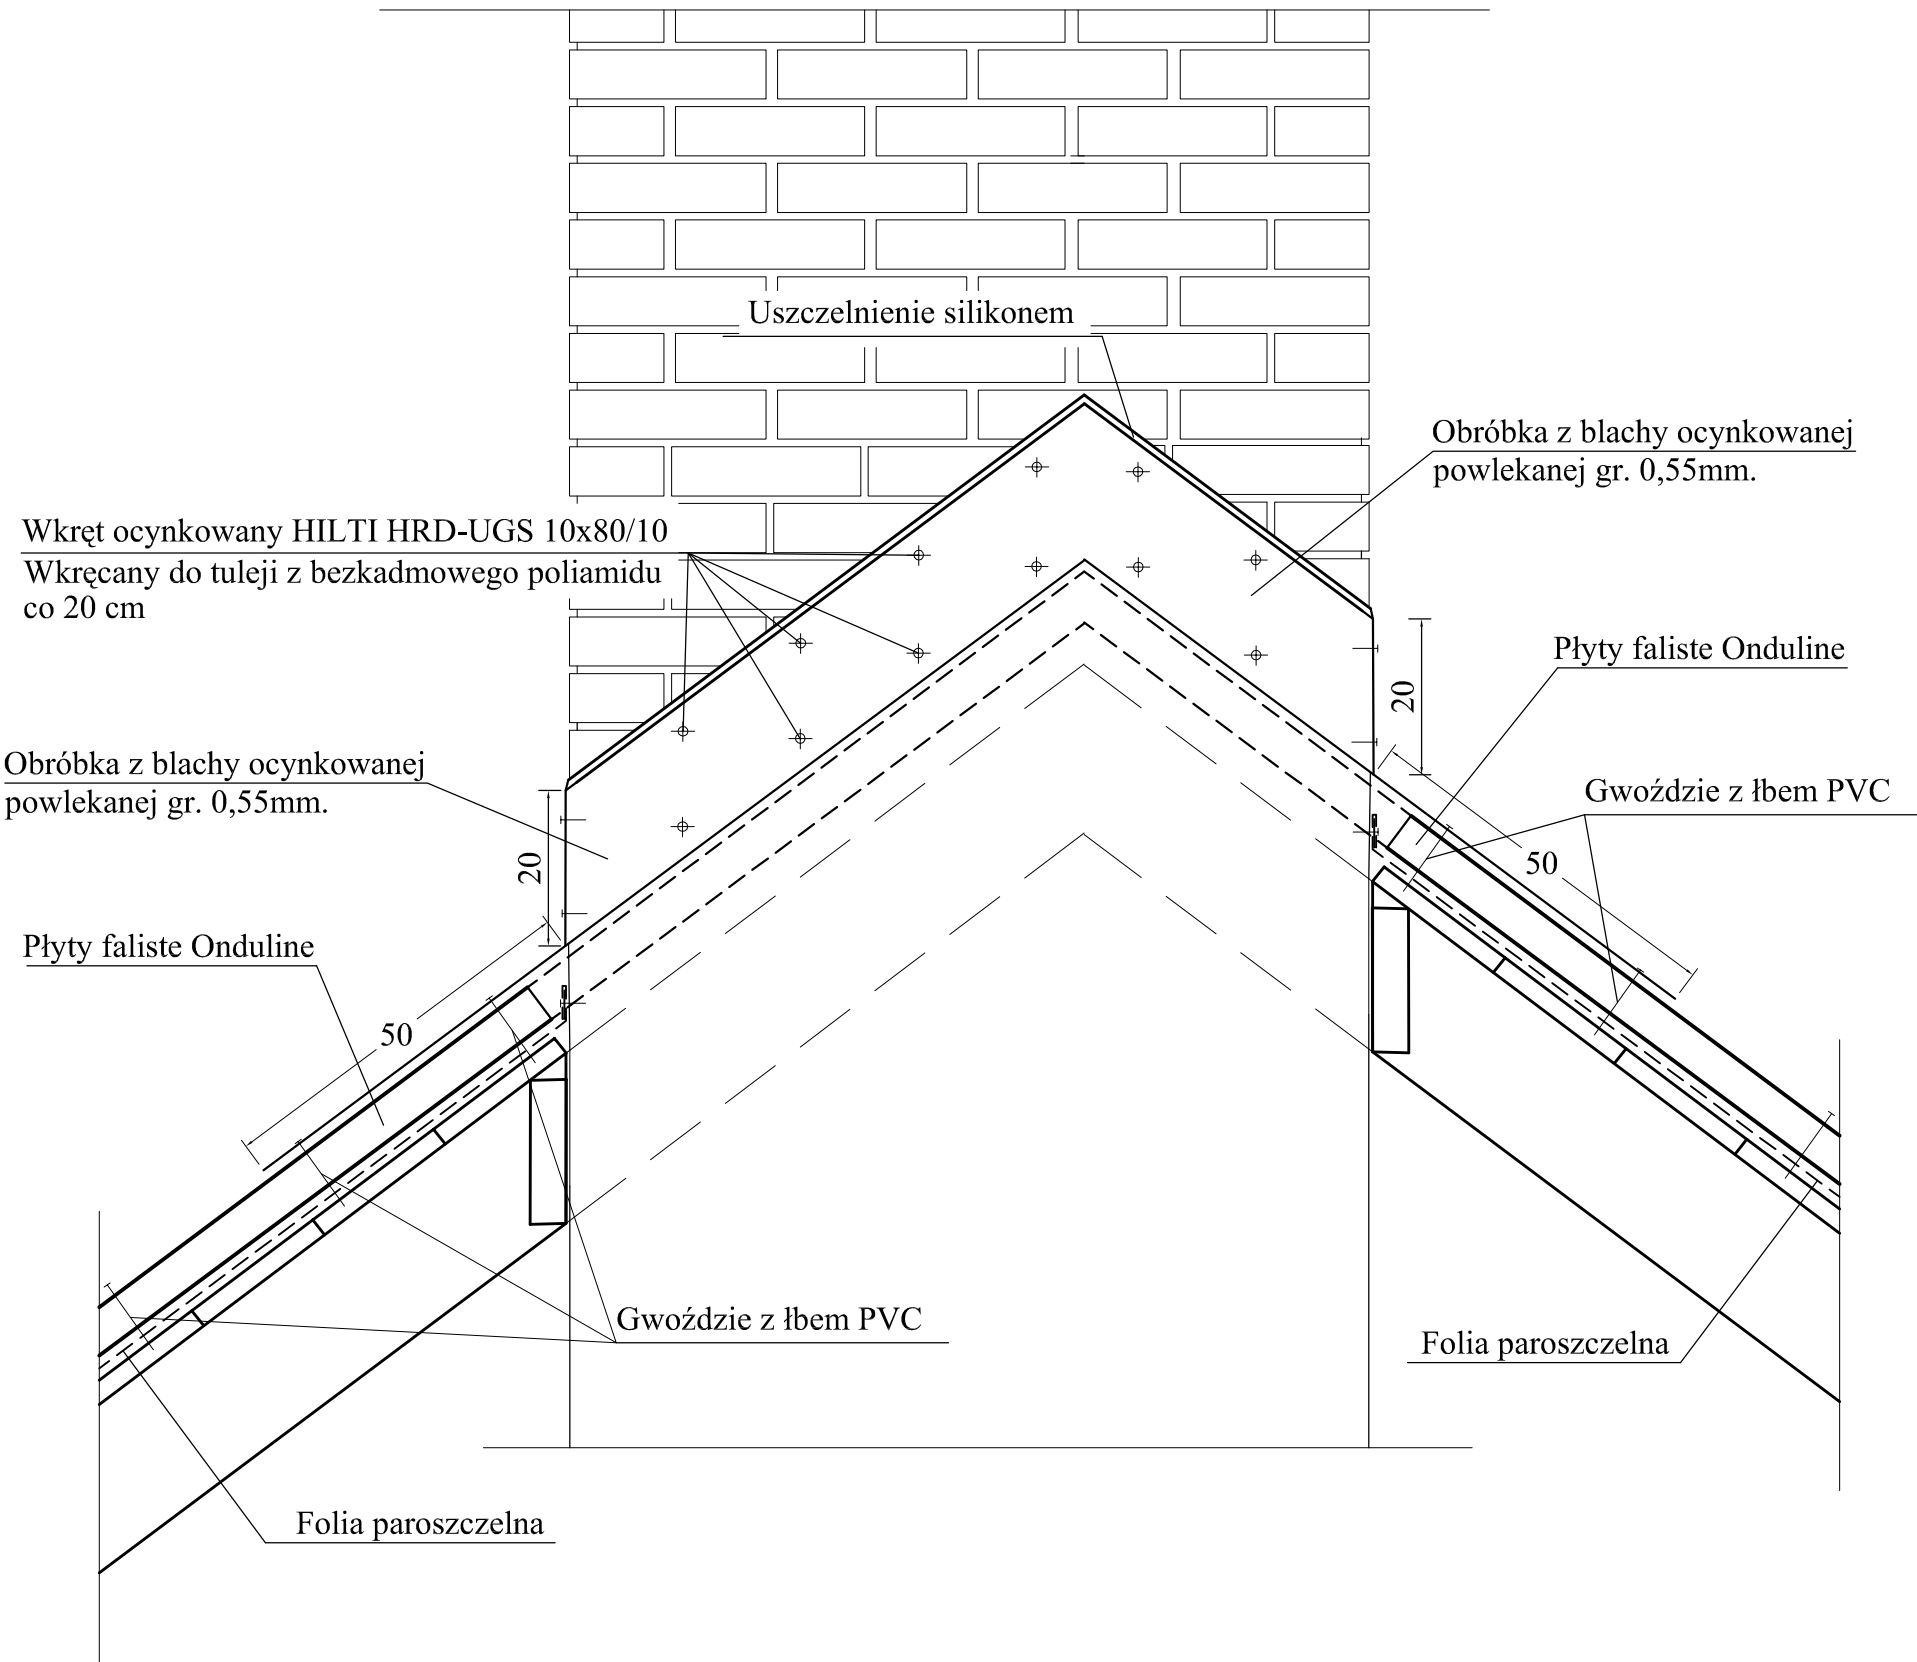 Uszczelnienie silikonem
Obróbka z blachy ocynkowanej
powlekanej gr. 0,55mm.
Wkręt ocynkowany HILTI HRD-UGS 10x80/10
Wkręcany do tuleji z bezkadmowego poliamidu
co 20 cm
Płyty faliste Onduline
20
Obróbka z blachy ocynkowanej
powlekanej gr. 0,55mm.
Gwoździe z łbem PVC
50
20
Płyty faliste Onduline
50
Gwoździe z łbem PVC
Folia paroszczelna
Folia paroszczelna